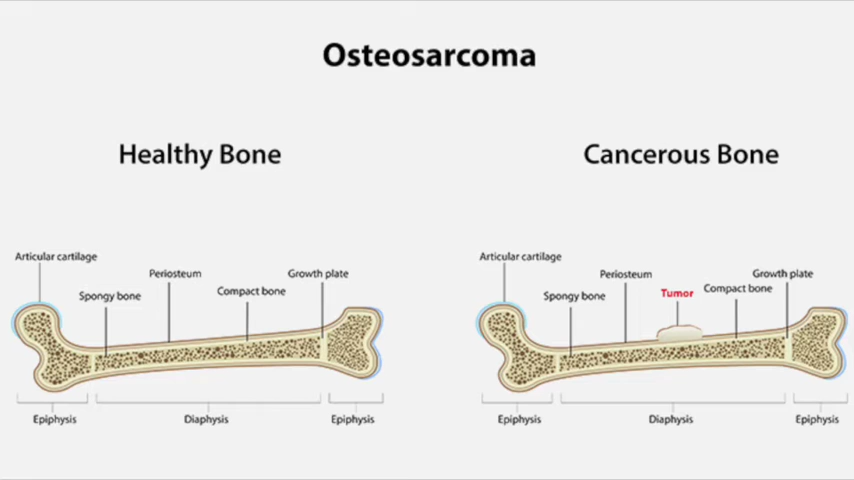 Osteosarcoma
Healthy Bone
Articular cartilage
Periosteum
Growth plate
Spongy bone
Compact bone
Epiphysis
Diaphysis
Epiphysis
Cancerous Bone
Articular cartilage
Periosteum
Growth plate
Spongy bone
Tumor
Compact bone
Epiphysis
Diaphysis
Epiphysis